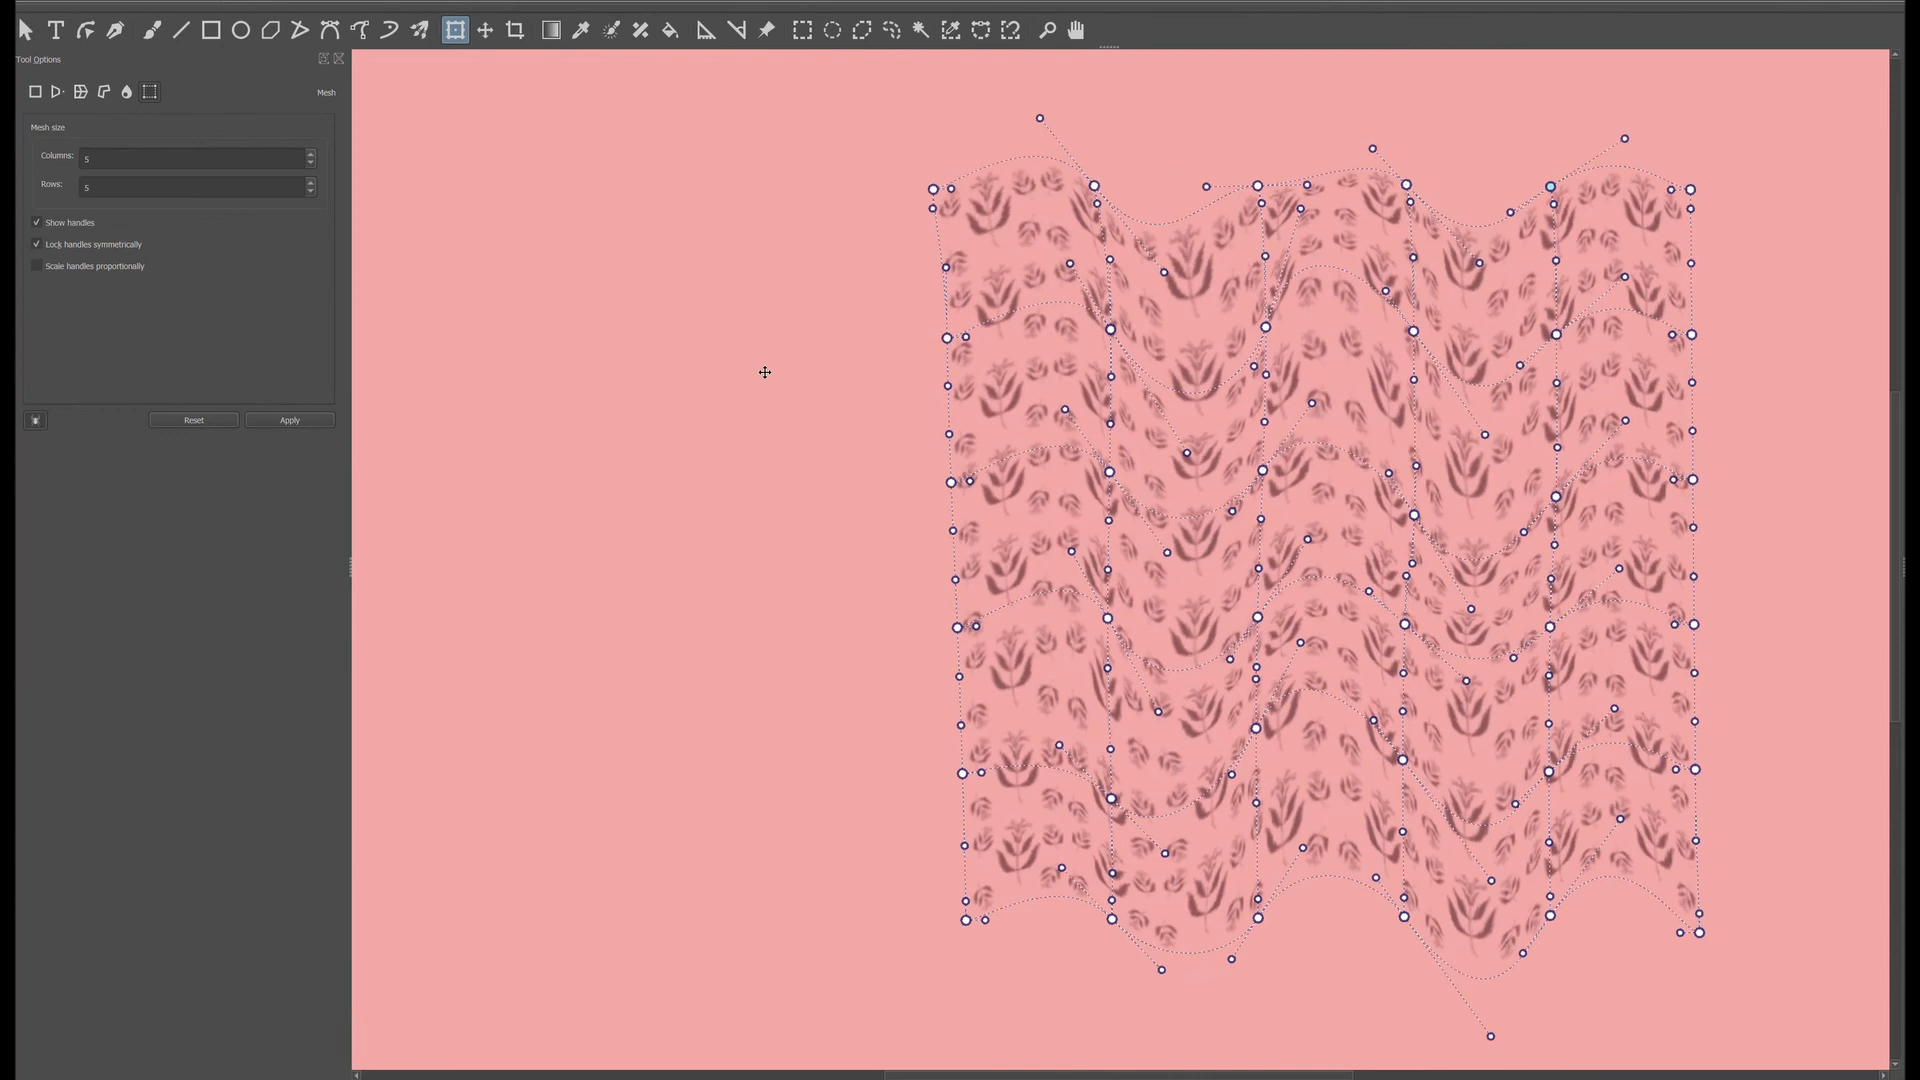 Tool Options
Mesh
Mesh size
Columns: 5
Rows: 5
Show handles
Lock handles symmetrically
Scale handles proportionally
Reset Apply